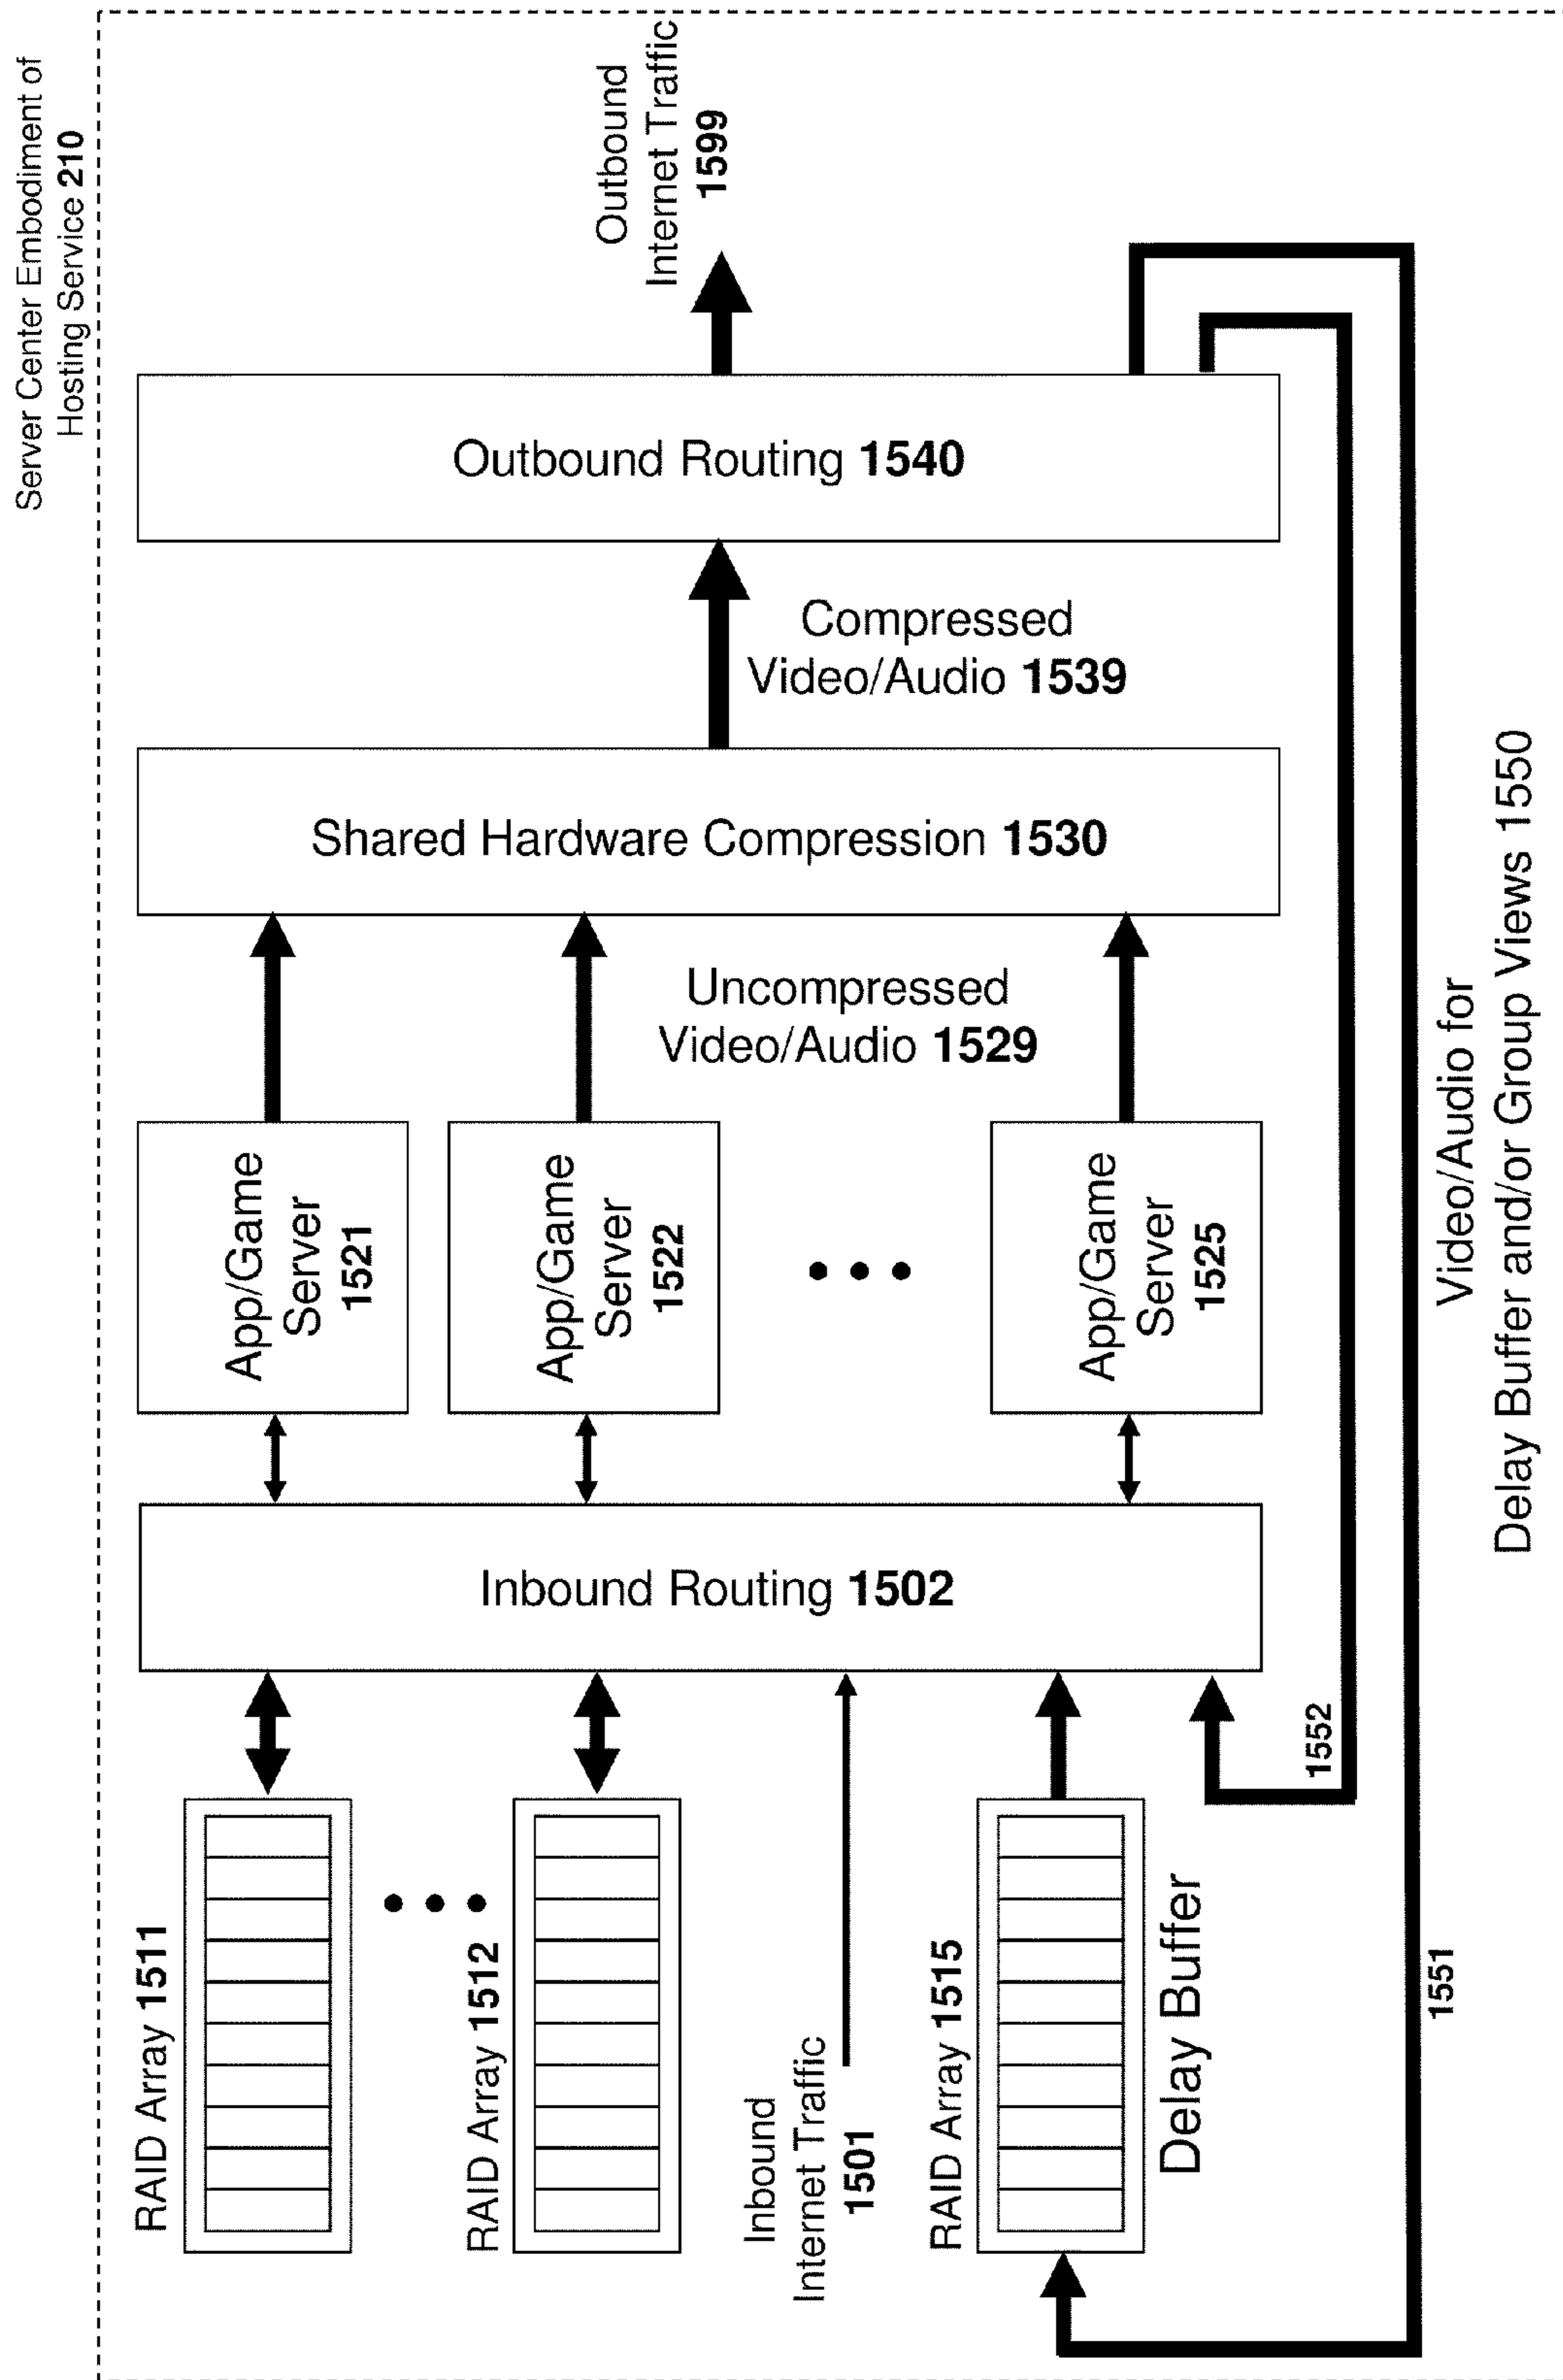 Server Center Embodiment of
Hosting Service 210
RAID Array 1511
RAID Array 1512
Inbound
Internet Traffic
1501
RAID Array 1515
Delay Buffer
Inbound Routing 1502
App/Game
Server
1521
App/Game
Server
1522
App/Game
Server
1525
Uncompressed
Video/Audio 1529
Shared Hardware Compression 1530
Compressed
Video/Audio 1539
Outbound Routing 1540
Outbound
Internet Traffic
1599
1552
1551
Video/Audio for
Delay Buffer and/or Group Views 1550